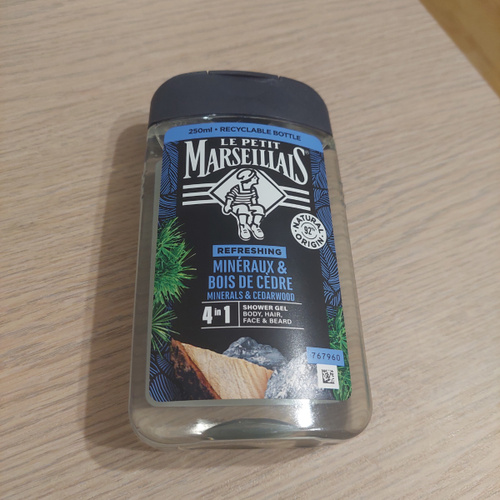 250ml • RECYCLABLE BOTTLE
LE PETIT
MARSEILLAIS
NATURAL
92%
ORIGIN
REFRESHING
MINÉRAUX &
BOIS DE CÈDRE
MINERALS & CEDARWOOD
4 in 1
SHOWER GEL
BODY, HAIR,
FACE & BEARD
767960